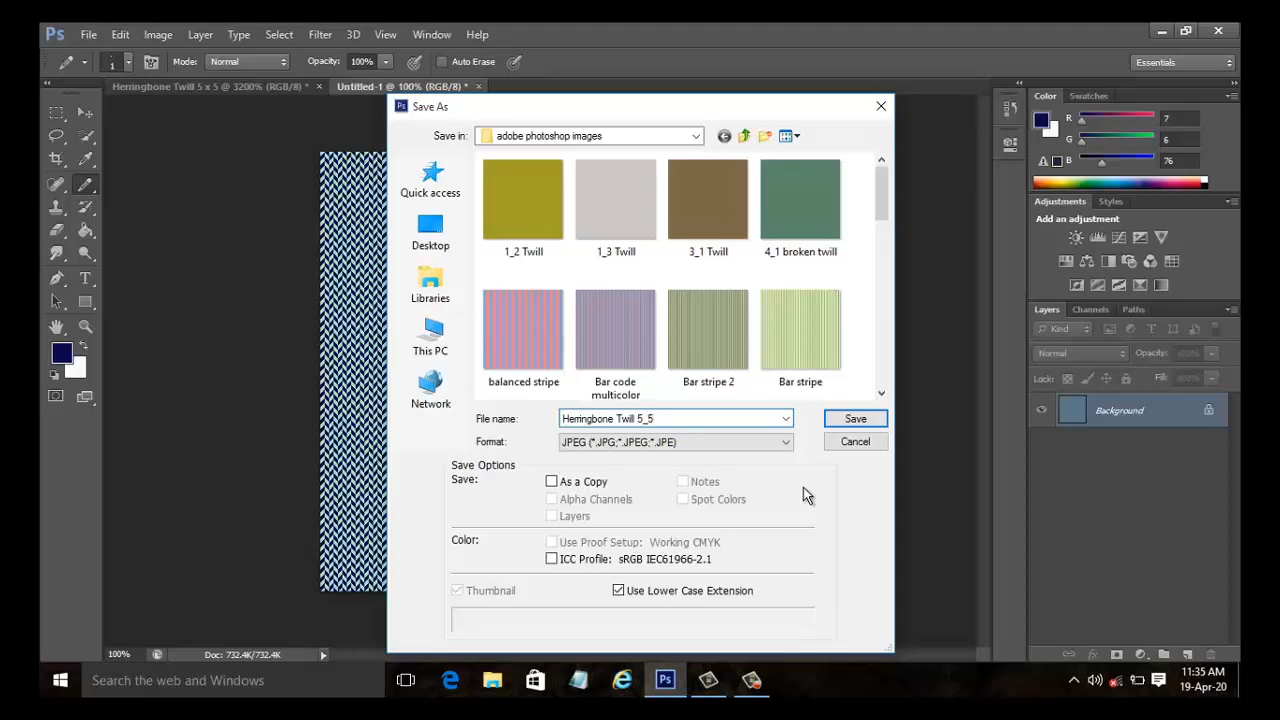 Ps File Edit Image Layer Type Select Filter 3D View Window Help
1 Mode: Normal Opacity: 100% Auto Erase Essentials
Herringbone Twill 5 x 5 @ 3200% (RGB/8) * × Untitled-1 @ 100% (RGB/8) * ×
Ps Save As
Save in: adobe photoshop images
Quick access
Desktop
Libraries
This PC
Network
1_2 Twill 1_3 Twill 3_1 Twill 4_1 broken twill
balanced stripe Bar code multicolor Bar stripe 2 Bar stripe
File name: Herringbone Twill 5_5 Save
Format: JPEG (*.JPG;*.JPEG;*.JPE) Cancel
Save Options
Save: As a Copy Notes
Alpha Channels Spot Colors
Layers
Color: Use Proof Setup: Working CMYK
ICC Profile: sRGB IEC61966-2.1
Thumbnail Use Lower Case Extension
Color Swatches
R 7
G 6
B 76
Adjustments Styles
Add an adjustment
Layers Channels Paths
Kind
Normal Opacity: 100%
Lock: Fill: 100%
Background
100% Doc: 732.4K/732.4K
Search the web and Windows Ps 11:35 AM
19-Apr-20